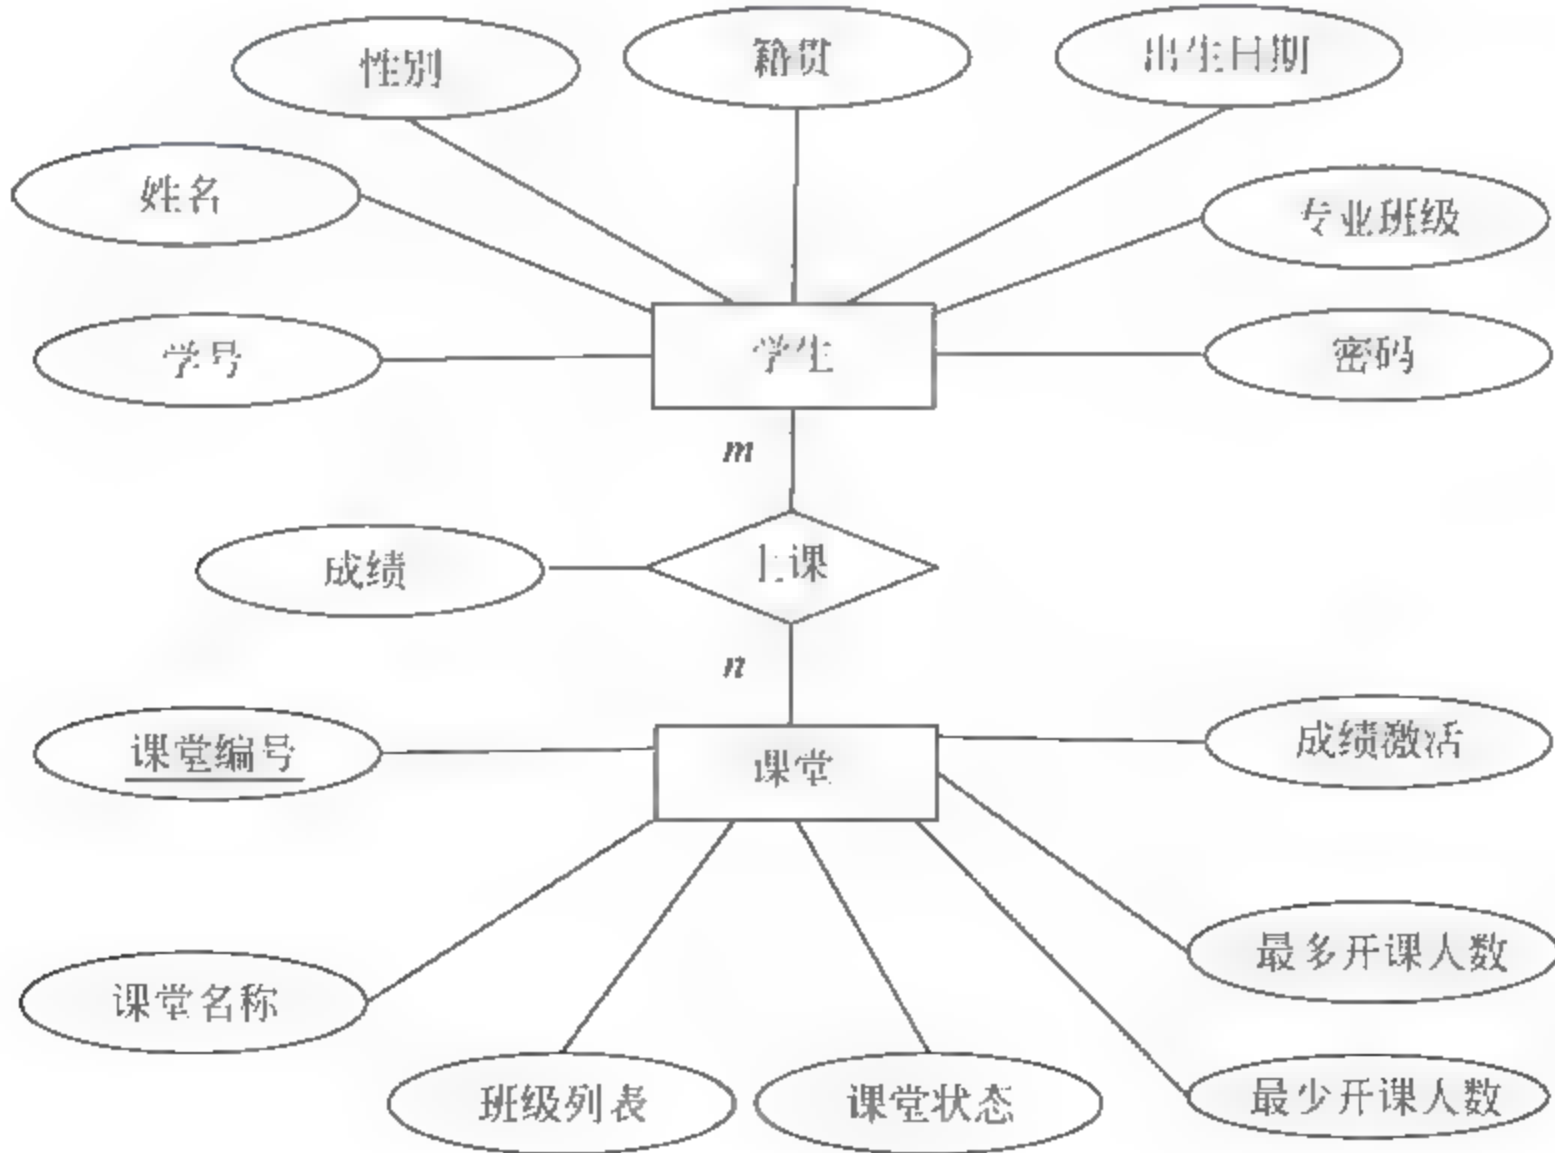 性别
籍贯
出生日期
姓名
专业班级
学号
学生
密码
m
成绩
上课
n
课堂编号
课堂
成绩激活
最多开课人数
课堂名称
班级列表
课堂状态
最少开课人数